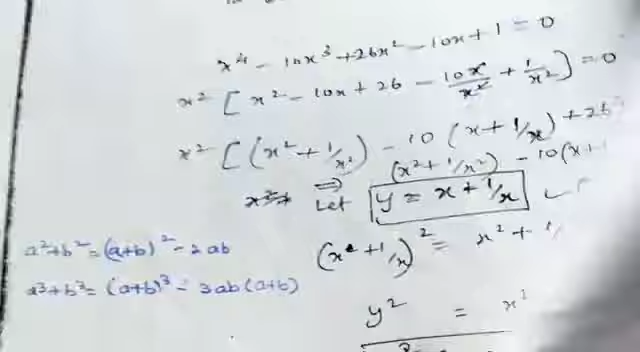 x⁴ - 10x³ + 26x² - 10x + 1 = 0
x² [ x² - 10x + 26 - 10x/x² + 1/x² ] = 0
x² [ (x² + 1/x²) - 10 (x + 1/x) + 26
⇒ (x² + 1/x²) - 10(x +
Let y = x + 1/x
(x + 1/x)² = x² + 1/
y² = x²
a²+b² = (a+b)² - 2ab
a³+b³ = (a+b)³ - 3ab(a+b)